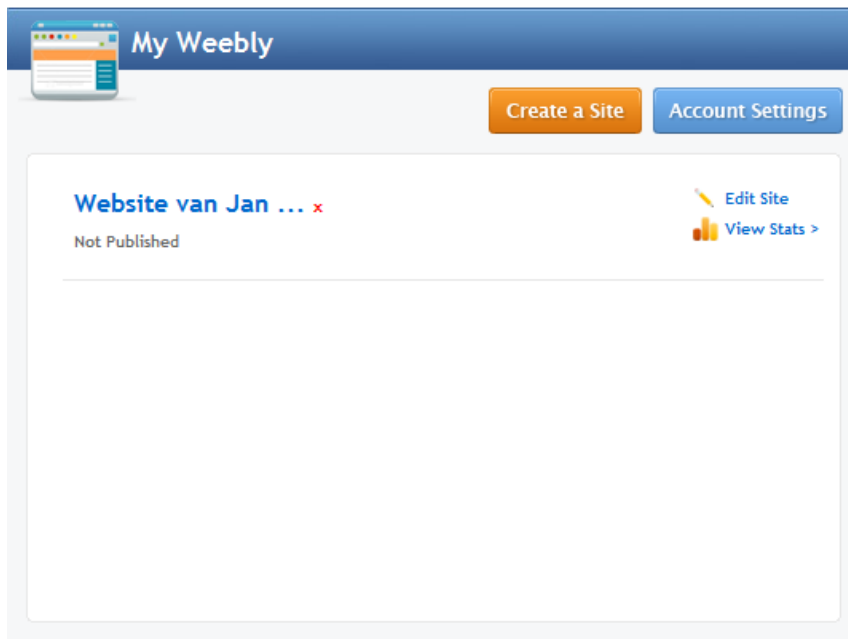 My Weebly
Create a Site
Account Settings
Website van Jan ... x
Edit Site
Not Published
View Stats >